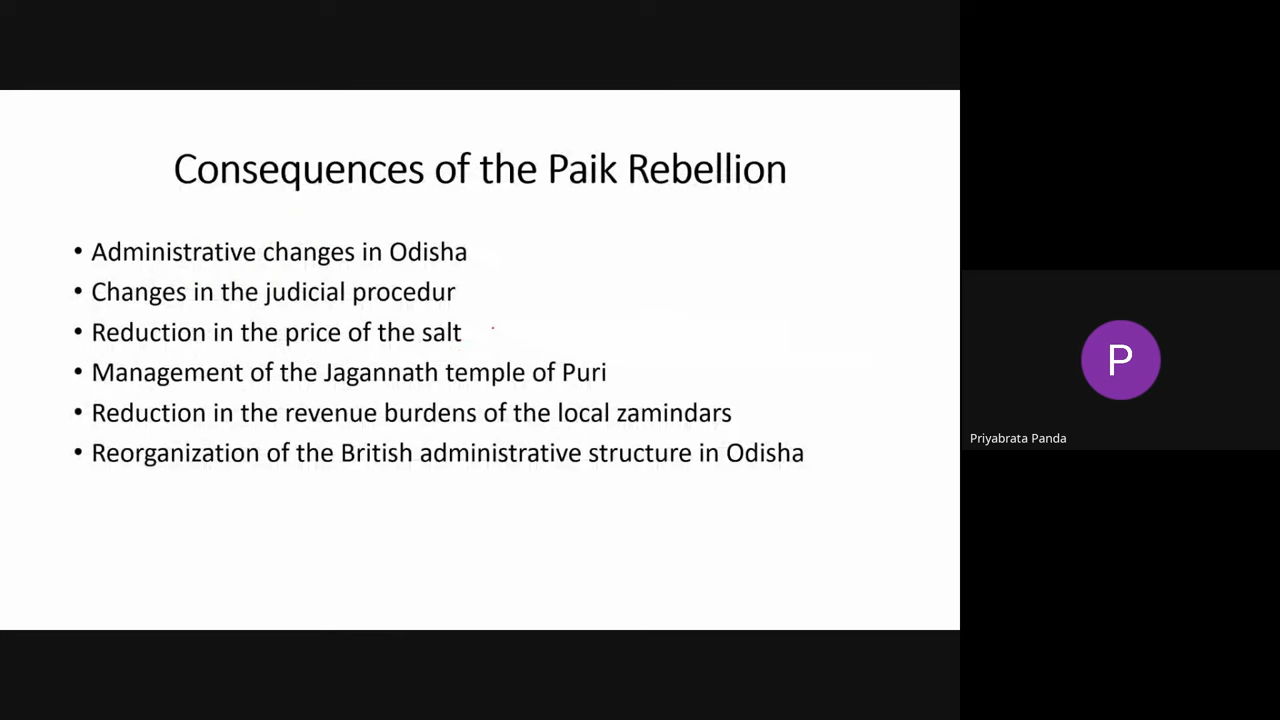 Consequences of the Paik Rebellion
• Administrative changes in Odisha
• Changes in the judicial procedur
• Reduction in the price of the salt
• Management of the Jagannath temple of Puri
• Reduction in the revenue burdens of the local zamindars
• Reorganization of the British administrative structure in Odisha
P
Priyabrata Panda